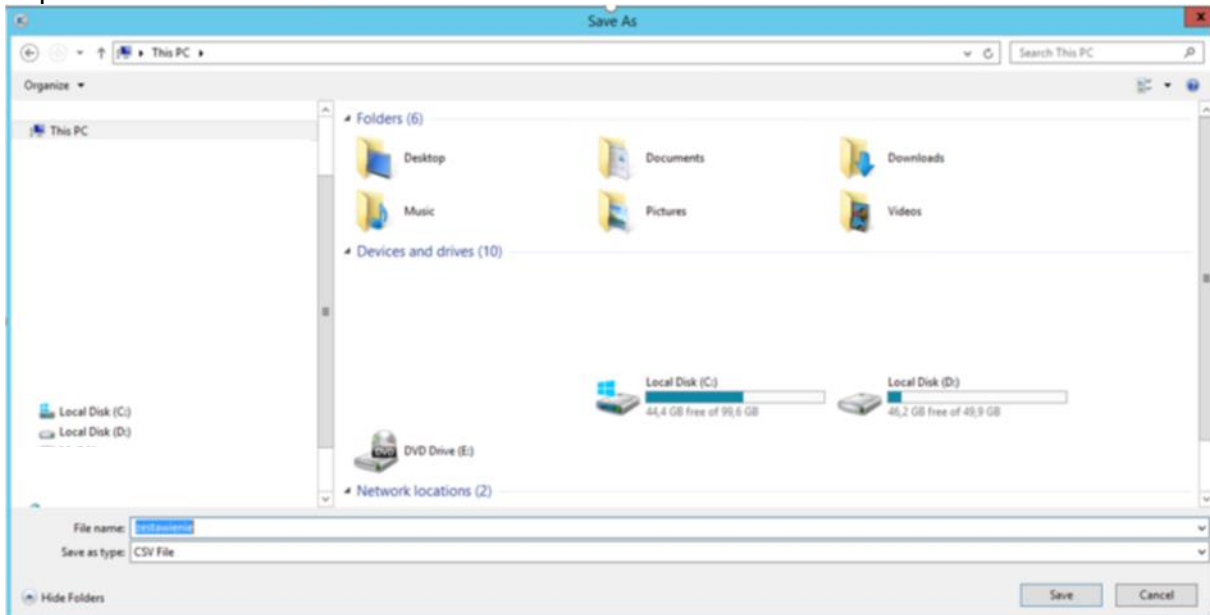 Save As
This PC
Search This PC
Organize
This PC
Local Disk (C:)
Local Disk (D:)
Folders (6)
Desktop
Documents
Downloads
Music
Pictures
Videos
Devices and drives (10)
Local Disk (C:)
44,4 GB free of 99,6 GB
Local Disk (D:)
46,2 GB free of 49,9 GB
DVD Drive (E:)
DVD
Network locations (2)
File name: zestawienie
Save as type: CSV File
Hide Folders
Save
Cancel